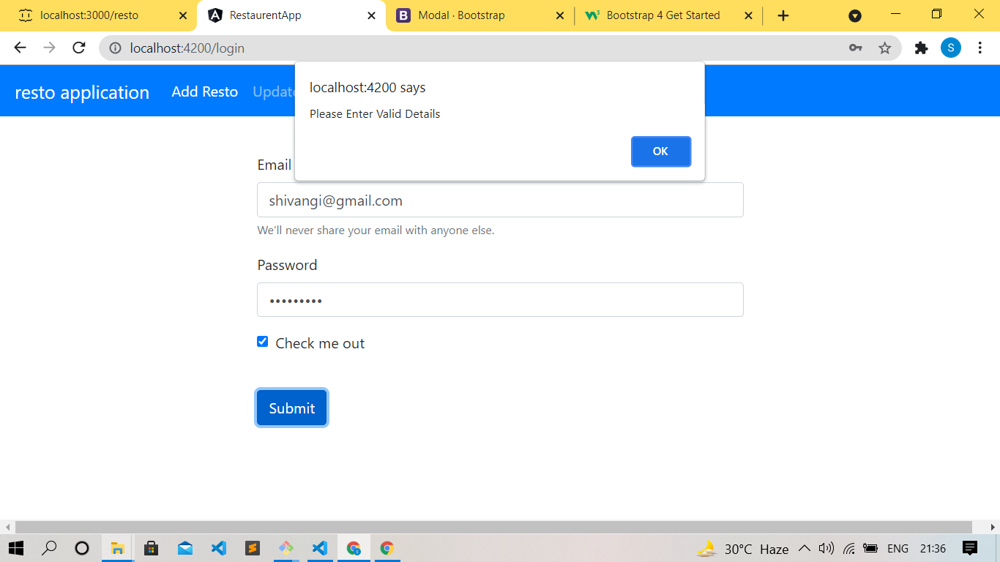 localhost:3000/resto
RestaurentApp
Modal · Bootstrap
Bootstrap 4 Get Started
localhost:4200/login
S
resto application
Add Resto
Update
localhost:4200 says
Please Enter Valid Details
OK
Email
shivangi@gmail.com
We'll never share your email with anyone else.
Password
Check me out
Submit
30°C Haze
ENG
21:36